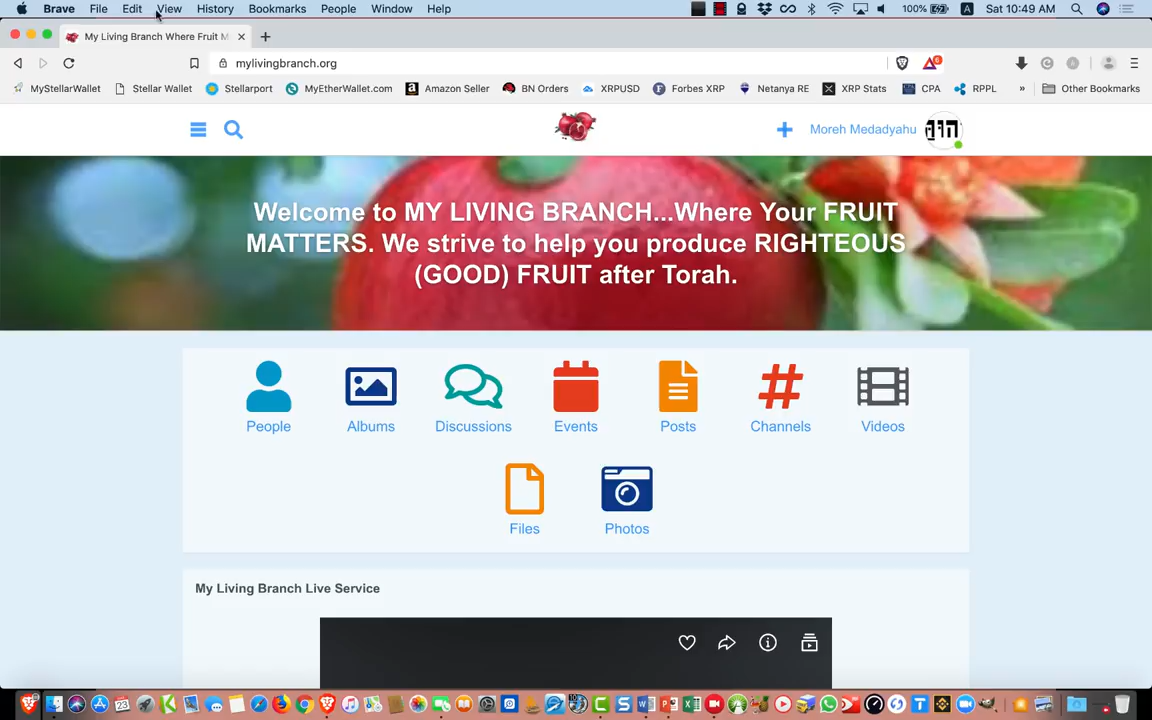 Brave File Edit View History Bookmarks People Window Help 100% A Sat 10:49 AM
My Living Branch Where Fruit M
mylivingbranch.org
MyStellarWallet Stellar Wallet Stellarport MyEtherWallet.com Amazon Seller BN Orders XRPUSD Forbes XRP Netanya RE XRP Stats CPA RPPL » Other Bookmarks
Moreh Medadyahu
Welcome to MY LIVING BRANCH...Where Your FRUIT
MATTERS. We strive to help you produce RIGHTEOUS
(GOOD) FRUIT after Torah.
People Albums Discussions Events Posts Channels Videos
Files Photos
My Living Branch Live Service